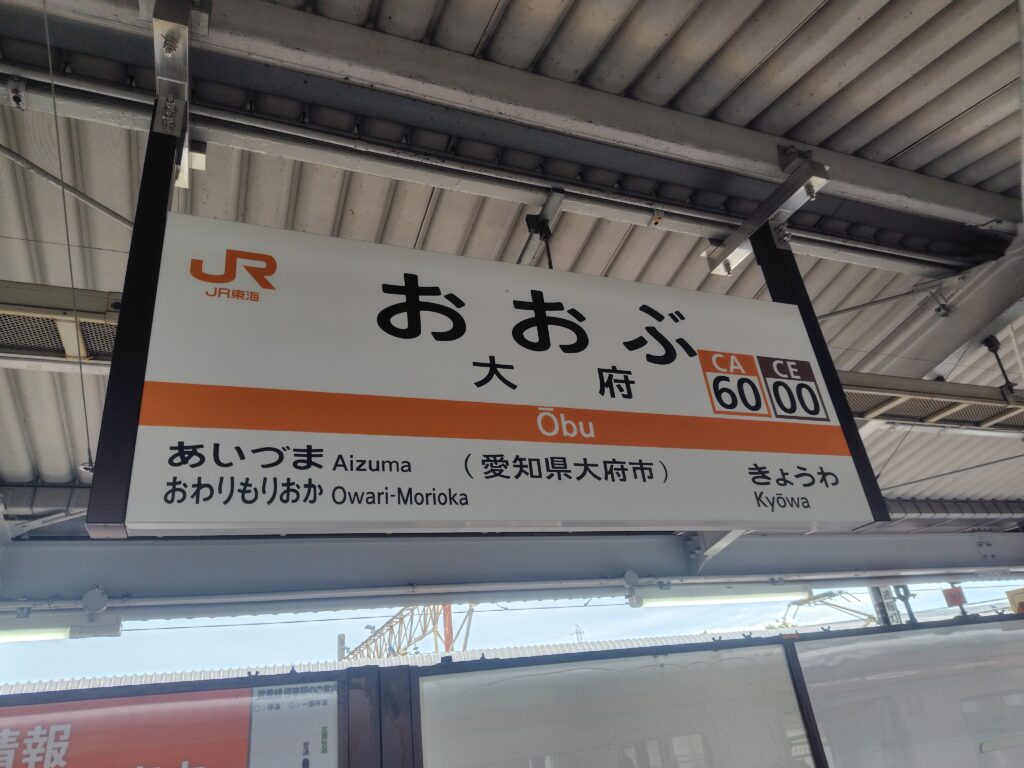 JR
JR東海
おおぶ
大府
CA
60
CE
00
Ōbu
あいづま Aizuma
おわりもりおか Owari-Morioka
(愛知県大府市)
きょうわ
Kyōwa
情報